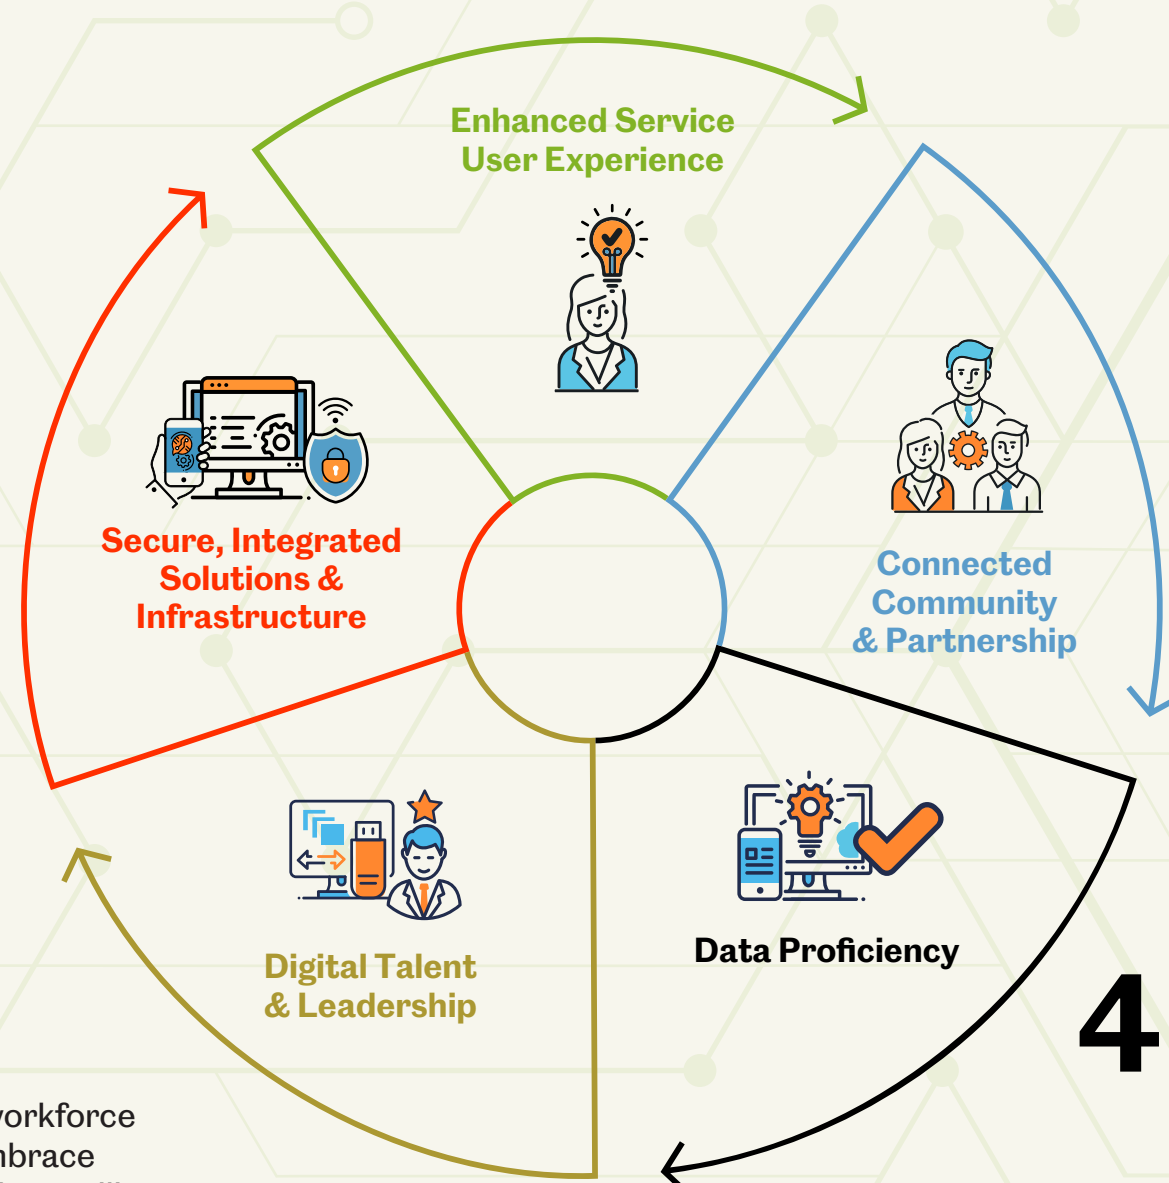 Enhanced Service
User Experience
Secure, Integrated
Solutions &
Infrastructure
Connected
Community
& Partnership
Digital Talent
& Leadership
Data Proficiency
4